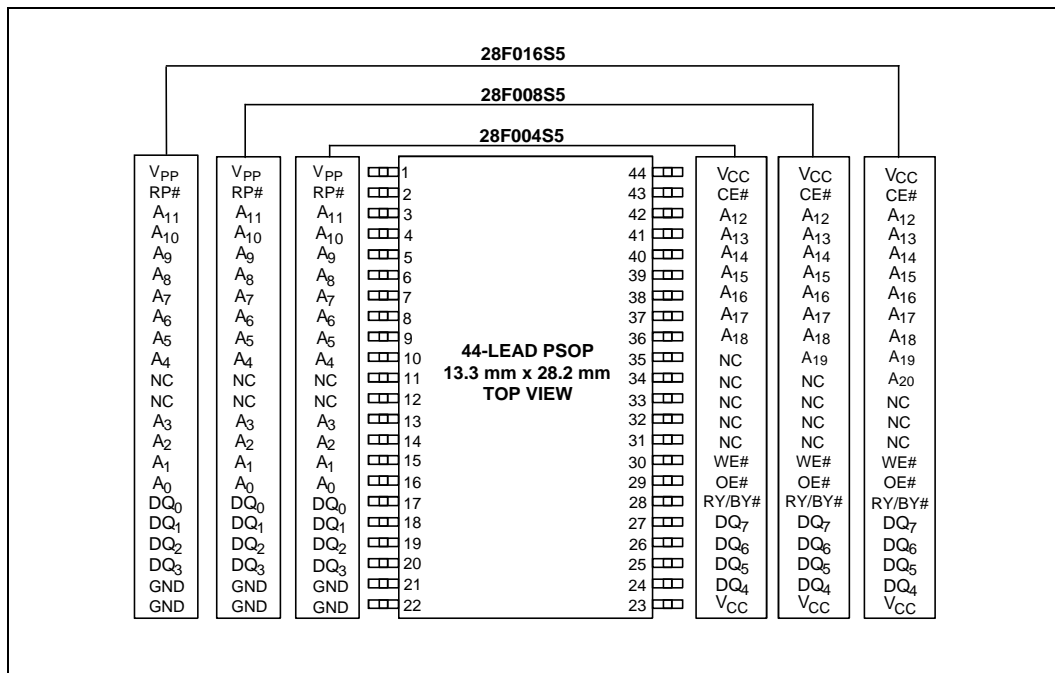 28F016S5
28F008S5
28F004S5
VPP VPP VPP 1 44 VCC VCC VCC
RP# RP# RP# 2 43 CE# CE# CE#
A11 A11 A11 3 42 A12 A12 A12
A10 A10 A10 4 41 A13 A13 A13
A9 A9 A9 5 40 A14 A14 A14
A8 A8 A8 6 39 A15 A15 A15
A7 A7 A7 7 38 A16 A16 A16
A6 A6 A6 8 37 A17 A17 A17
A5 A5 A5 9 36 A18 A18 A18
A4 A4 A4 10 35 NC A19 A19
NC NC NC 11 34 NC NC A20
NC NC NC 12 33 NC NC NC
A3 A3 A3 13 32 NC NC NC
A2 A2 A2 14 31 NC NC NC
A1 A1 A1 15 30 WE# WE# WE#
A0 A0 A0 16 29 OE# OE# OE#
DQ0 DQ0 DQ0 17 28 RY/BY# RY/BY# RY/BY#
DQ1 DQ1 DQ1 18 27 DQ7 DQ7 DQ7
DQ2 DQ2 DQ2 19 26 DQ6 DQ6 DQ6
DQ3 DQ3 DQ3 20 25 DQ5 DQ5 DQ5
GND GND GND 21 24 DQ4 DQ4 DQ4
GND GND GND 22 23 VCC VCC VCC
44-LEAD PSOP
13.3 mm x 28.2 mm
TOP VIEW